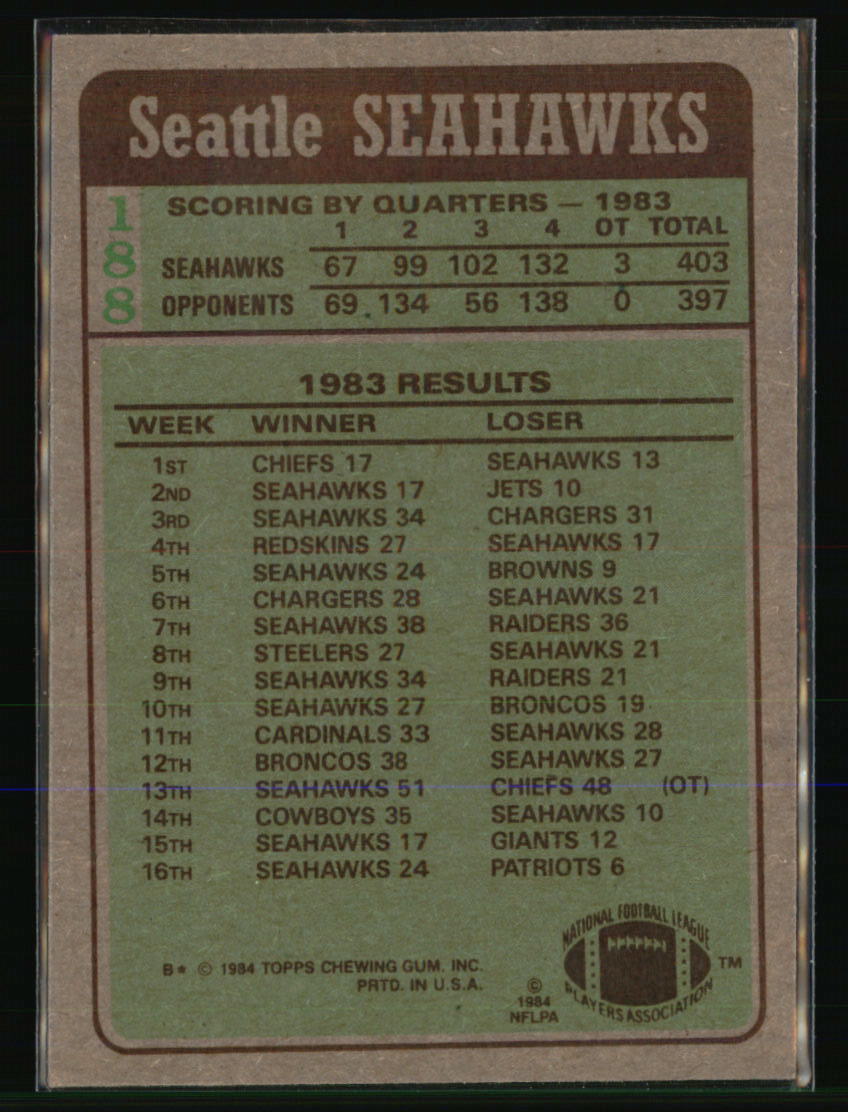 Seattle SEAHAWKS
188
SCORING BY QUARTERS — 1983
1 2 3 4 OT TOTAL
SEAHAWKS 67 99 102 132 3 403
OPPONENTS 69 134 56 138 0 397
1983 RESULTS
WEEK WINNER LOSER
1ST CHIEFS 17 SEAHAWKS 13
2ND SEAHAWKS 17 JETS 10
3RD SEAHAWKS 34 CHARGERS 31
4TH REDSKINS 27 SEAHAWKS 17
5TH SEAHAWKS 24 BROWNS 9
6TH CHARGERS 28 SEAHAWKS 21
7TH SEAHAWKS 38 RAIDERS 36
8TH STEELERS 27 SEAHAWKS 21
9TH SEAHAWKS 34 RAIDERS 21
10TH SEAHAWKS 27 BRONCOS 19
11TH CARDINALS 33 SEAHAWKS 28
12TH BRONCOS 38 SEAHAWKS 27
13TH SEAHAWKS 51 CHIEFS 48 (OT)
14TH COWBOYS 35 SEAHAWKS 10
15TH SEAHAWKS 17 GIANTS 12
16TH SEAHAWKS 24 PATRIOTS 6
B* © 1984 TOPPS CHEWING GUM, INC.
PRTD. IN U.S.A.
© 1984 NFLPA
NATIONAL FOOTBALL LEAGUE
PLAYERS ASSOCIATION
TM